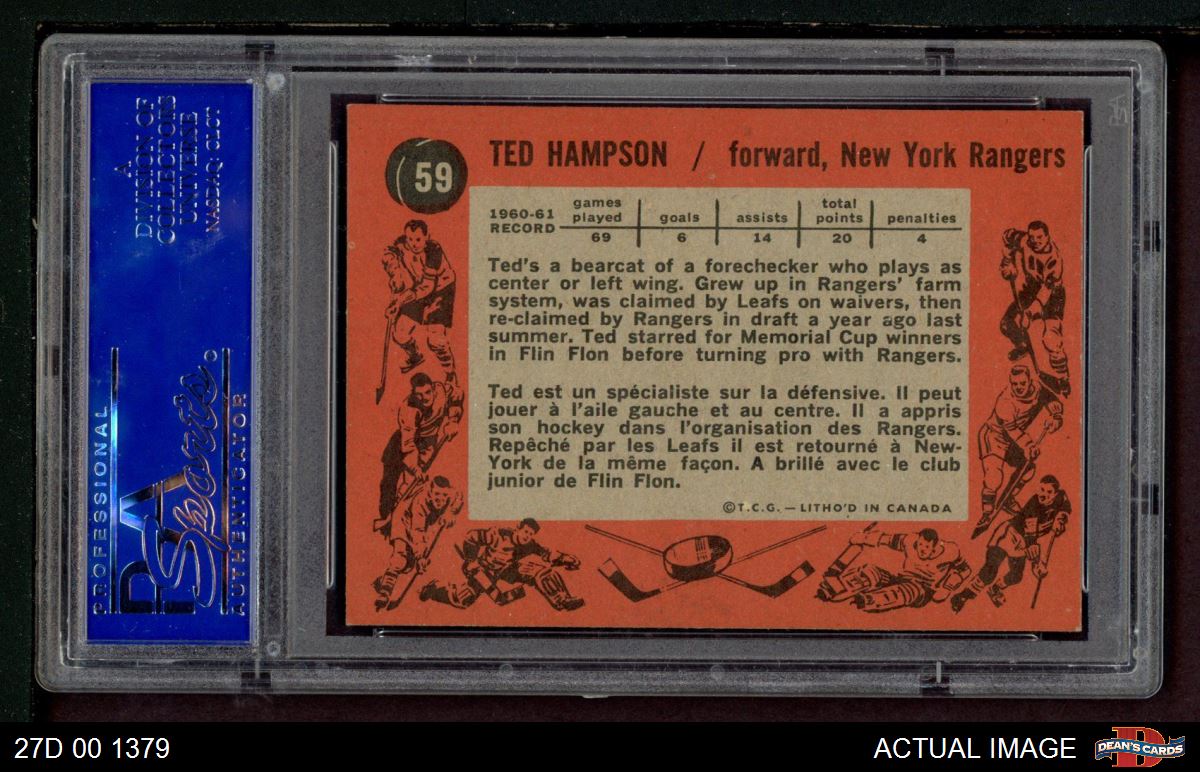 A
DIVISION OF
COLLECTORS
UNIVERSE
NASDAQ: CLCT
PROFESSIONAL
PSA
Sports
AUTHENTICATOR
59
TED HAMPSON / forward, New York Rangers
1960-61 RECORD
games played goals assists total points penalties
69 6 14 20 4
Ted's a bearcat of a forechecker who plays as
center or left wing. Grew up in Rangers' farm
system, was claimed by Leafs on waivers, then
re-claimed by Rangers in draft a year ago last
summer. Ted starred for Memorial Cup winners
in Flin Flon before turning pro with Rangers.
Ted est un spécialiste sur la défensive. Il peut
jouer à l'aile gauche et au centre. Il a appris
son hockey dans l'organisation des Rangers.
Repêché par les Leafs il est retourné à New-
York de la même façon. A brillé avec le club
junior de Flin Flon.
©T.C.G. — LITHO'D IN CANADA
27D 00 1379
ACTUAL IMAGE
D
DEAN'S CARDS